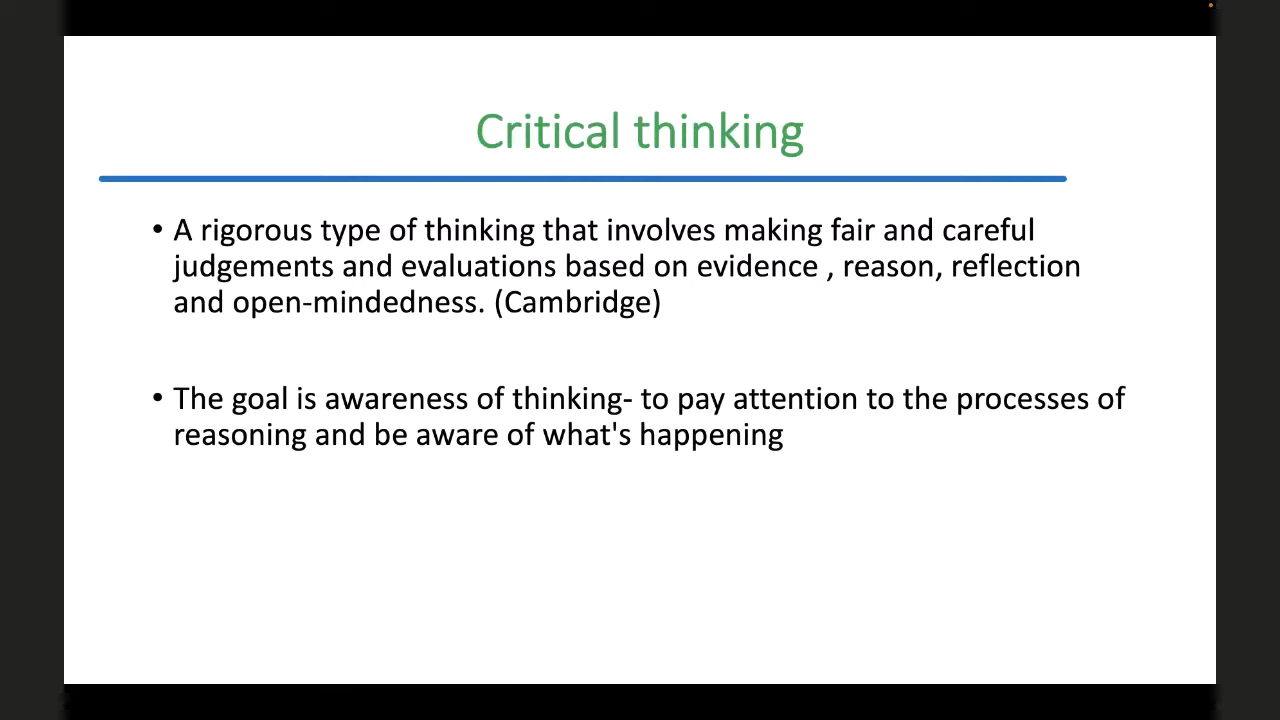 Critical thinking
• A rigorous type of thinking that involves making fair and careful
judgements and evaluations based on evidence , reason, reflection
and open-mindedness. (Cambridge)
• The goal is awareness of thinking- to pay attention to the processes of
reasoning and be aware of what's happening